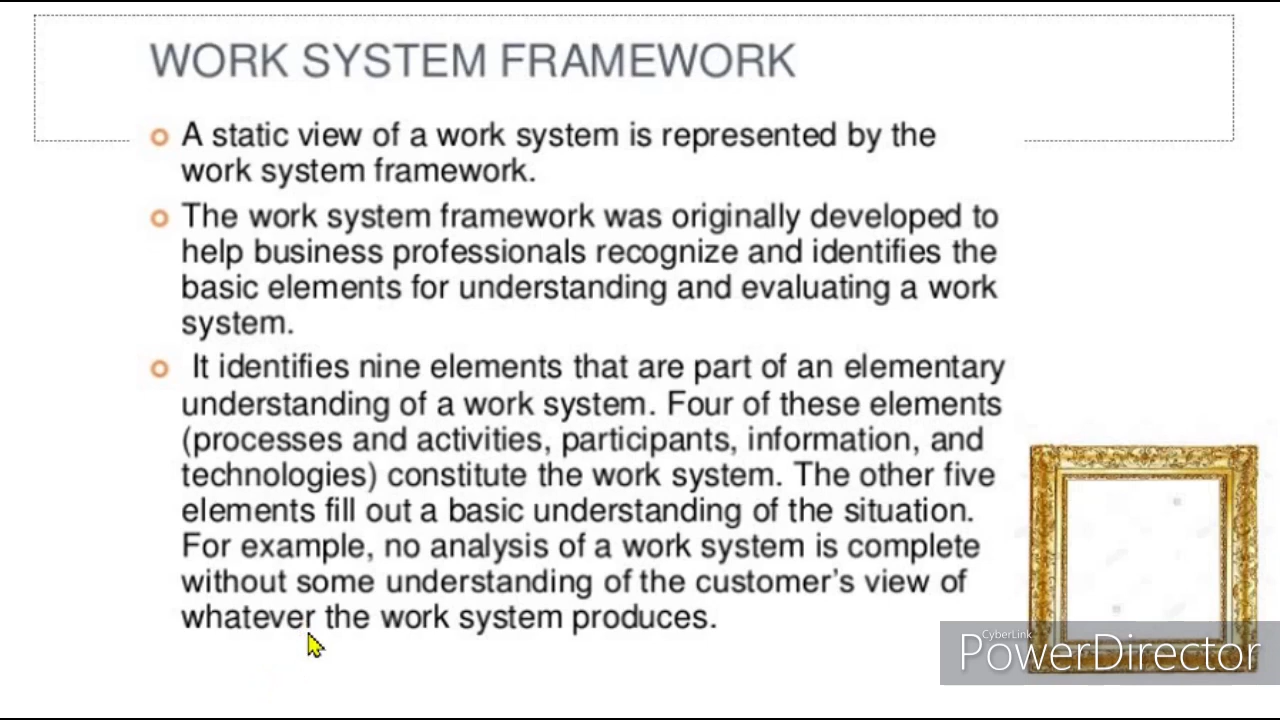 WORK SYSTEM FRAMEWORK
A static view of a work system is represented by the
work system framework.
The work system framework was originally developed to
help business professionals recognize and identifies the
basic elements for understanding and evaluating a work
system.
It identifies nine elements that are part of an elementary
understanding of a work system. Four of these elements
(processes and activities, participants, information, and
technologies) constitute the work system. The other five
elements fill out a basic understanding of the situation.
For example, no analysis of a work system is complete
without some understanding of the customer's view of
whatever the work system produces.
CyberLink
PowerDirector